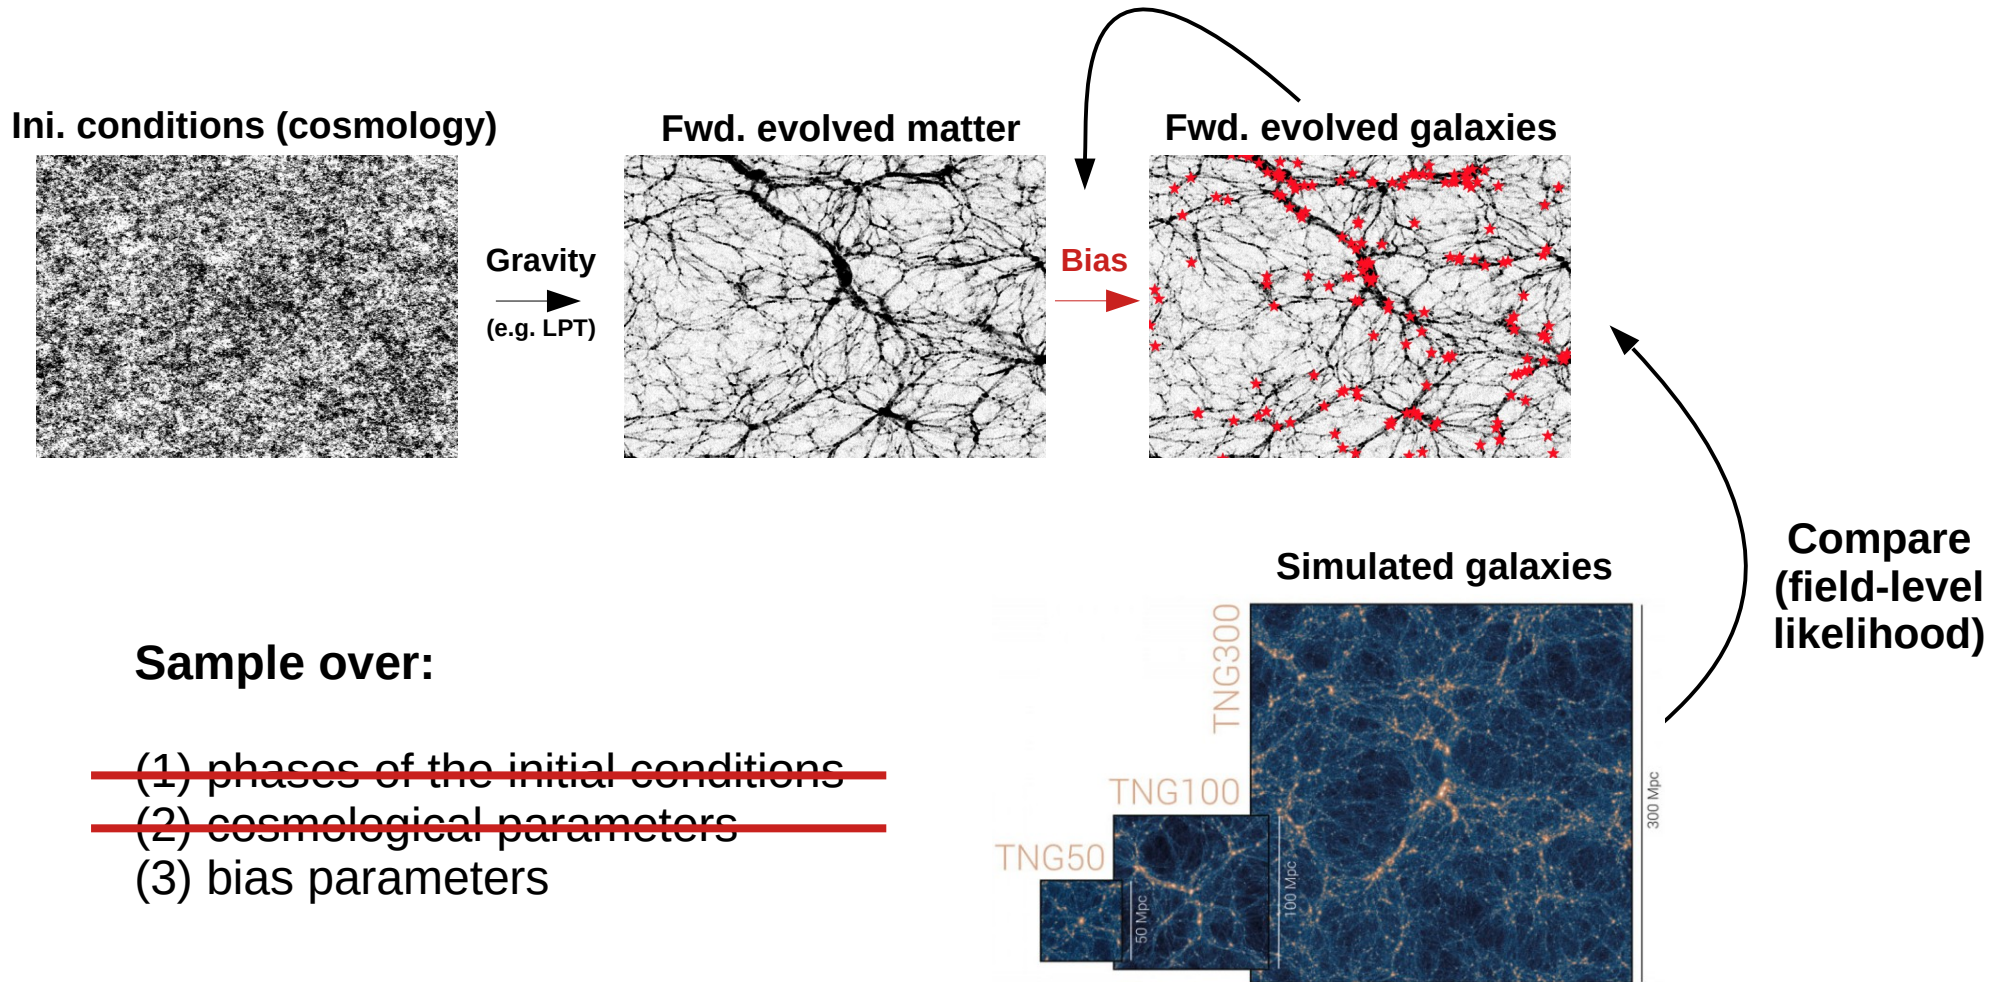 Ini. conditions (cosmology)
Fwd. evolved matter
Fwd. evolved galaxies
Gravity
(e.g. LPT)
Bias
Compare
(field-level
likelihood)
Simulated galaxies
TNG300
300 Mpc
TNG100
100 Mpc
TNG50
50 Mpc
Sample over:
(1) phases of the initial conditions
(2) cosmological parameters
(3) bias parameters